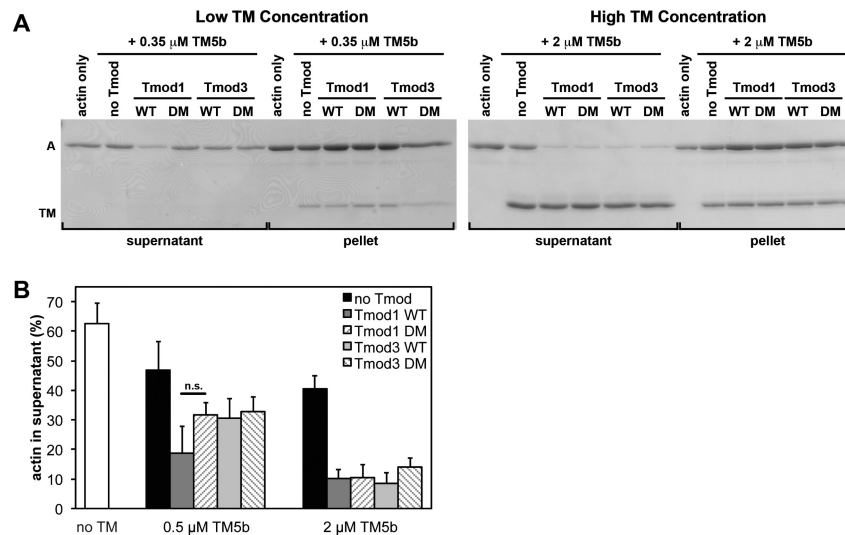 A
Low TM Concentration
High TM Concentration
+ 0.35 µM TM5b
+ 0.35 µM TM5b
+ 2 µM TM5b
+ 2 µM TM5b
actin only
no Tmod
Tmod1
Tmod3
actin only
no Tmod
Tmod1
Tmod3
actin only
no Tmod
Tmod1
Tmod3
actin only
no Tmod
Tmod1
Tmod3
WT DM WT DM
WT DM WT DM
WT DM WT DM
WT DM WT DM
A
TM
supernatant
pellet
supernatant
pellet
B
actin in supernatant (%)
70
60
50
40
30
20
10
0
n.s.
no Tmod
Tmod1 WT
Tmod1 DM
Tmod3 WT
Tmod3 DM
no TM
0.5 µM TM5b
2 µM TM5b